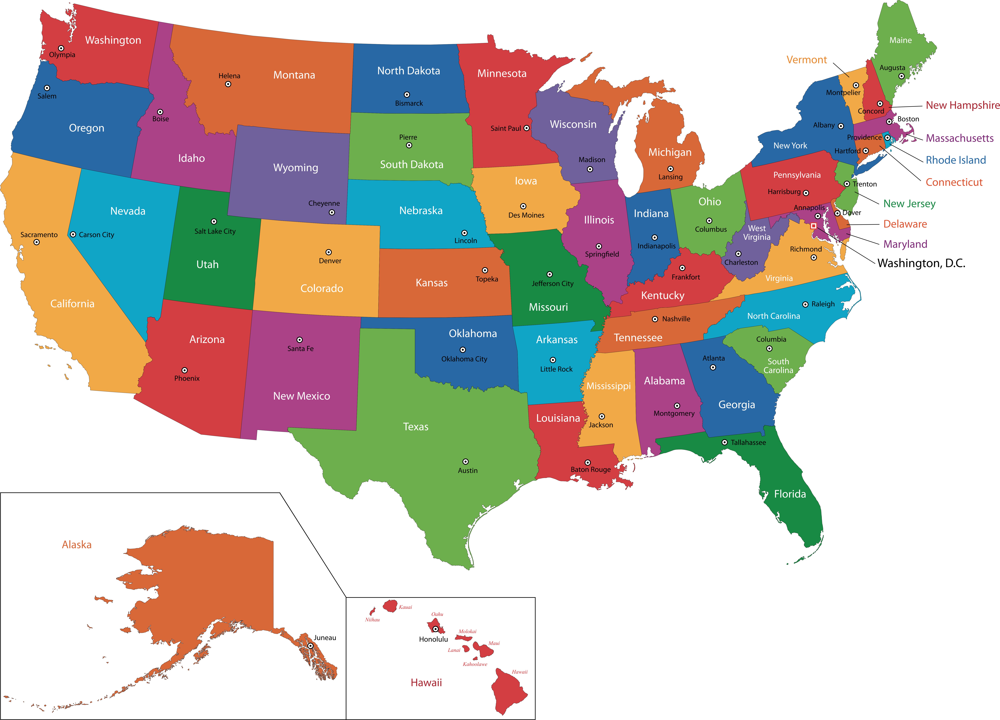 Washington
Olympia
Salem
Oregon
Boise
Idaho
Helena
Montana
North Dakota
Bismarck
Minnesota
Saint Paul
Wisconsin
Madison
Michigan
Lansing
Pierre
South Dakota
Wyoming
Cheyenne
Iowa
Des Moines
Nebraska
Lincoln
Nevada
Carson City
Sacramento
California
Salt Lake City
Utah
Denver
Colorado
Kansas
Topeka
Jefferson City
Missouri
Illinois
Springfield
Indiana
Indianapolis
Ohio
Columbus
West
Virginia
Charleston
Frankfort
Kentucky
Nashville
Tennessee
Arizona
Phoenix
Santa Fe
New Mexico
Oklahoma
Oklahoma City
Arkansas
Little Rock
Texas
Austin
Louisiana
Baton Rouge
Mississippi
Jackson
Alabama
Montgomery
Atlanta
Georgia
Columbia
South
Carolina
Raleigh
North Carolina
Richmond
Virginia
Tallahassee
Florida
Maine
Augusta
Vermont
Montpelier
Concord
New Hampshire
Boston
Albany
Massachusetts
Providence
New York
Hartford
Rhode Island
Pennsylvania
Harrisburg
Connecticut
Trenton
New Jersey
Annapolis
Dover
Delaware
Maryland
Washington, D.C.
Alaska
Juneau
Kauai
Niihau
Oahu
Honolulu
Molokai
Lanai
Maui
Kahoolawe
Hawaii
Hawaii